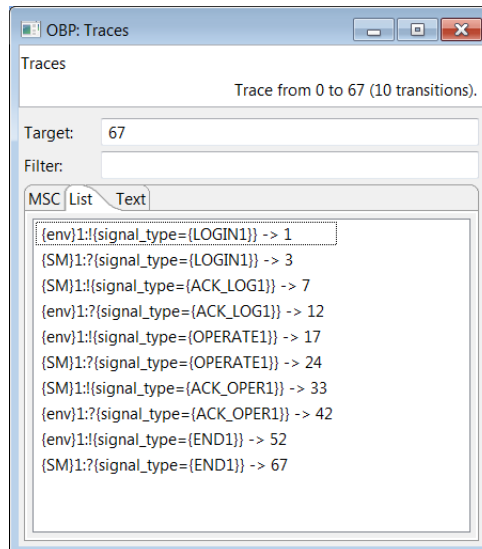 OBP: Traces
Traces
Trace from 0 to 67 (10 transitions).
Target: 67
Filter:
MSC List Text
{env}1:!{signal_type={LOGIN1}} -> 1
{SM}1:?{signal_type={LOGIN1}} -> 3
{SM}1:!{signal_type={ACK_LOG1}} -> 7
{env}1:?{signal_type={ACK_LOG1}} -> 12
{env}1:!{signal_type={OPERATE1}} -> 17
{SM}1:?{signal_type={OPERATE1}} -> 24
{SM}1:!{signal_type={ACK_OPER1}} -> 33
{env}1:?{signal_type={ACK_OPER1}} -> 42
{env}1:!{signal_type={END1}} -> 52
{SM}1:?{signal_type={END1}} -> 67